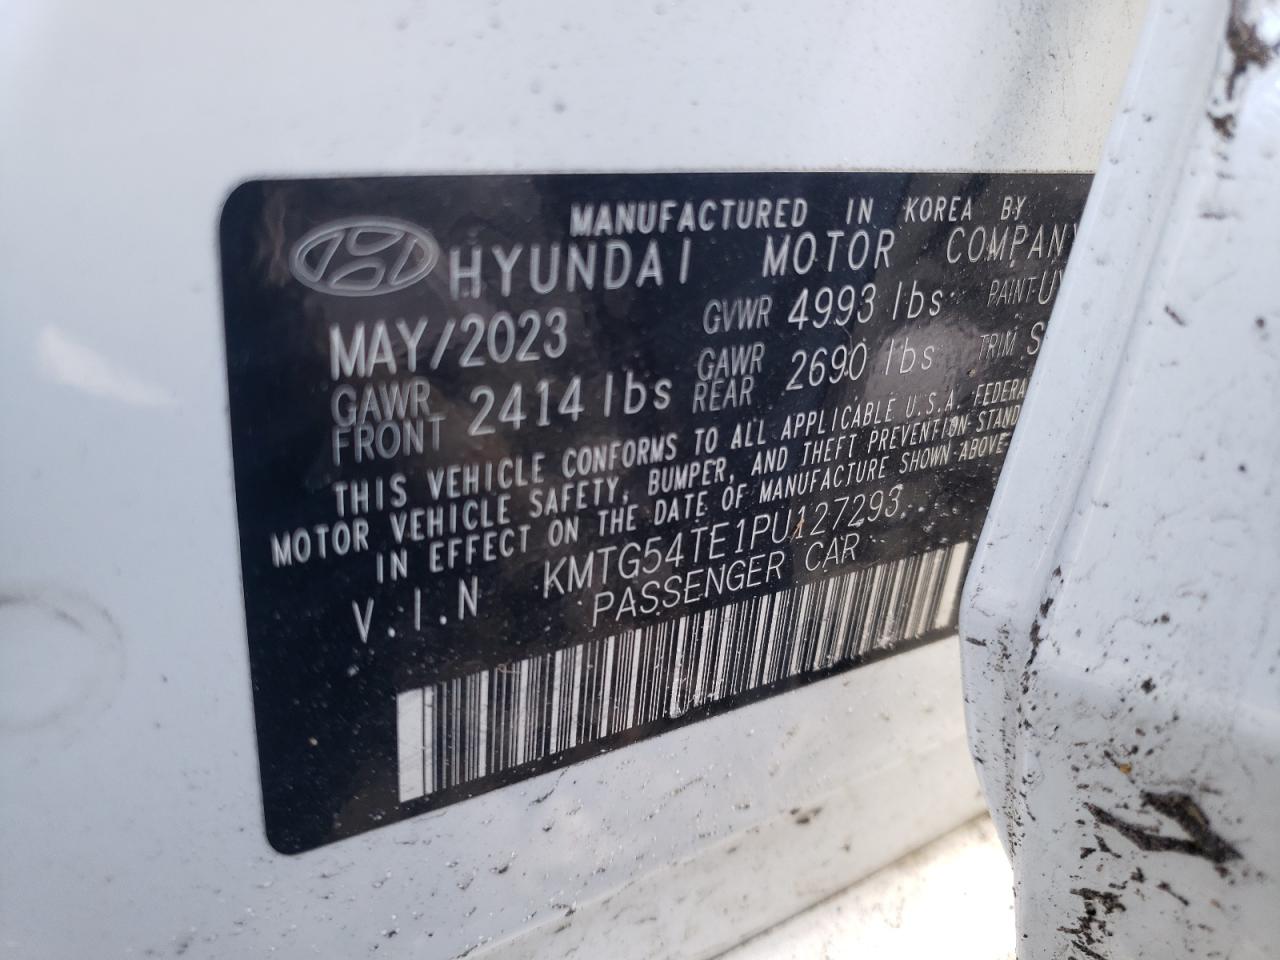 MANUFACTURED IN KOREA BY
HYUNDAI MOTOR COMPANY
MAY/2023 GVWR 4993 lbs PAINT:
GAWR FRONT 2414 lbs GAWR REAR 2690 lbs TRIM
THIS VEHICLE CONFORMS TO ALL APPLICABLE U.S.A. FEDERA
MOTOR VEHICLE SAFETY, BUMPER, AND THEFT PREVENTION STAND
IN EFFECT ON THE DATE OF MANUFACTURE SHOWN ABOVE
V.I.N KMTG54TE1PU127293
PASSENGER CAR